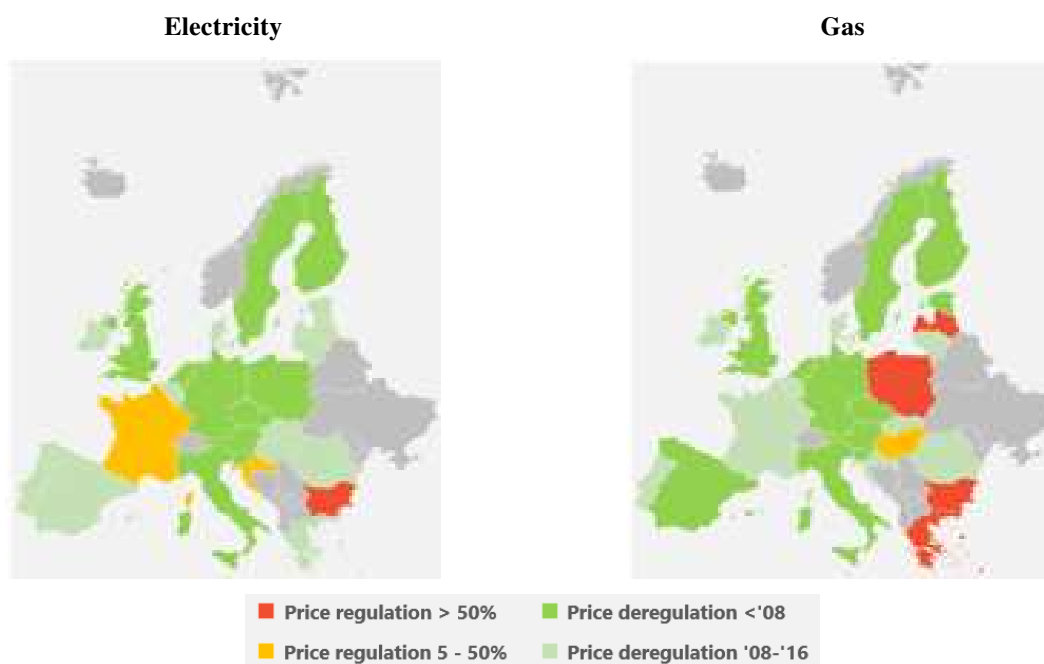 Electricity Gas
Price regulation > 50% Price deregulation <'08
Price regulation 5 - 50% Price deregulation '08-'16